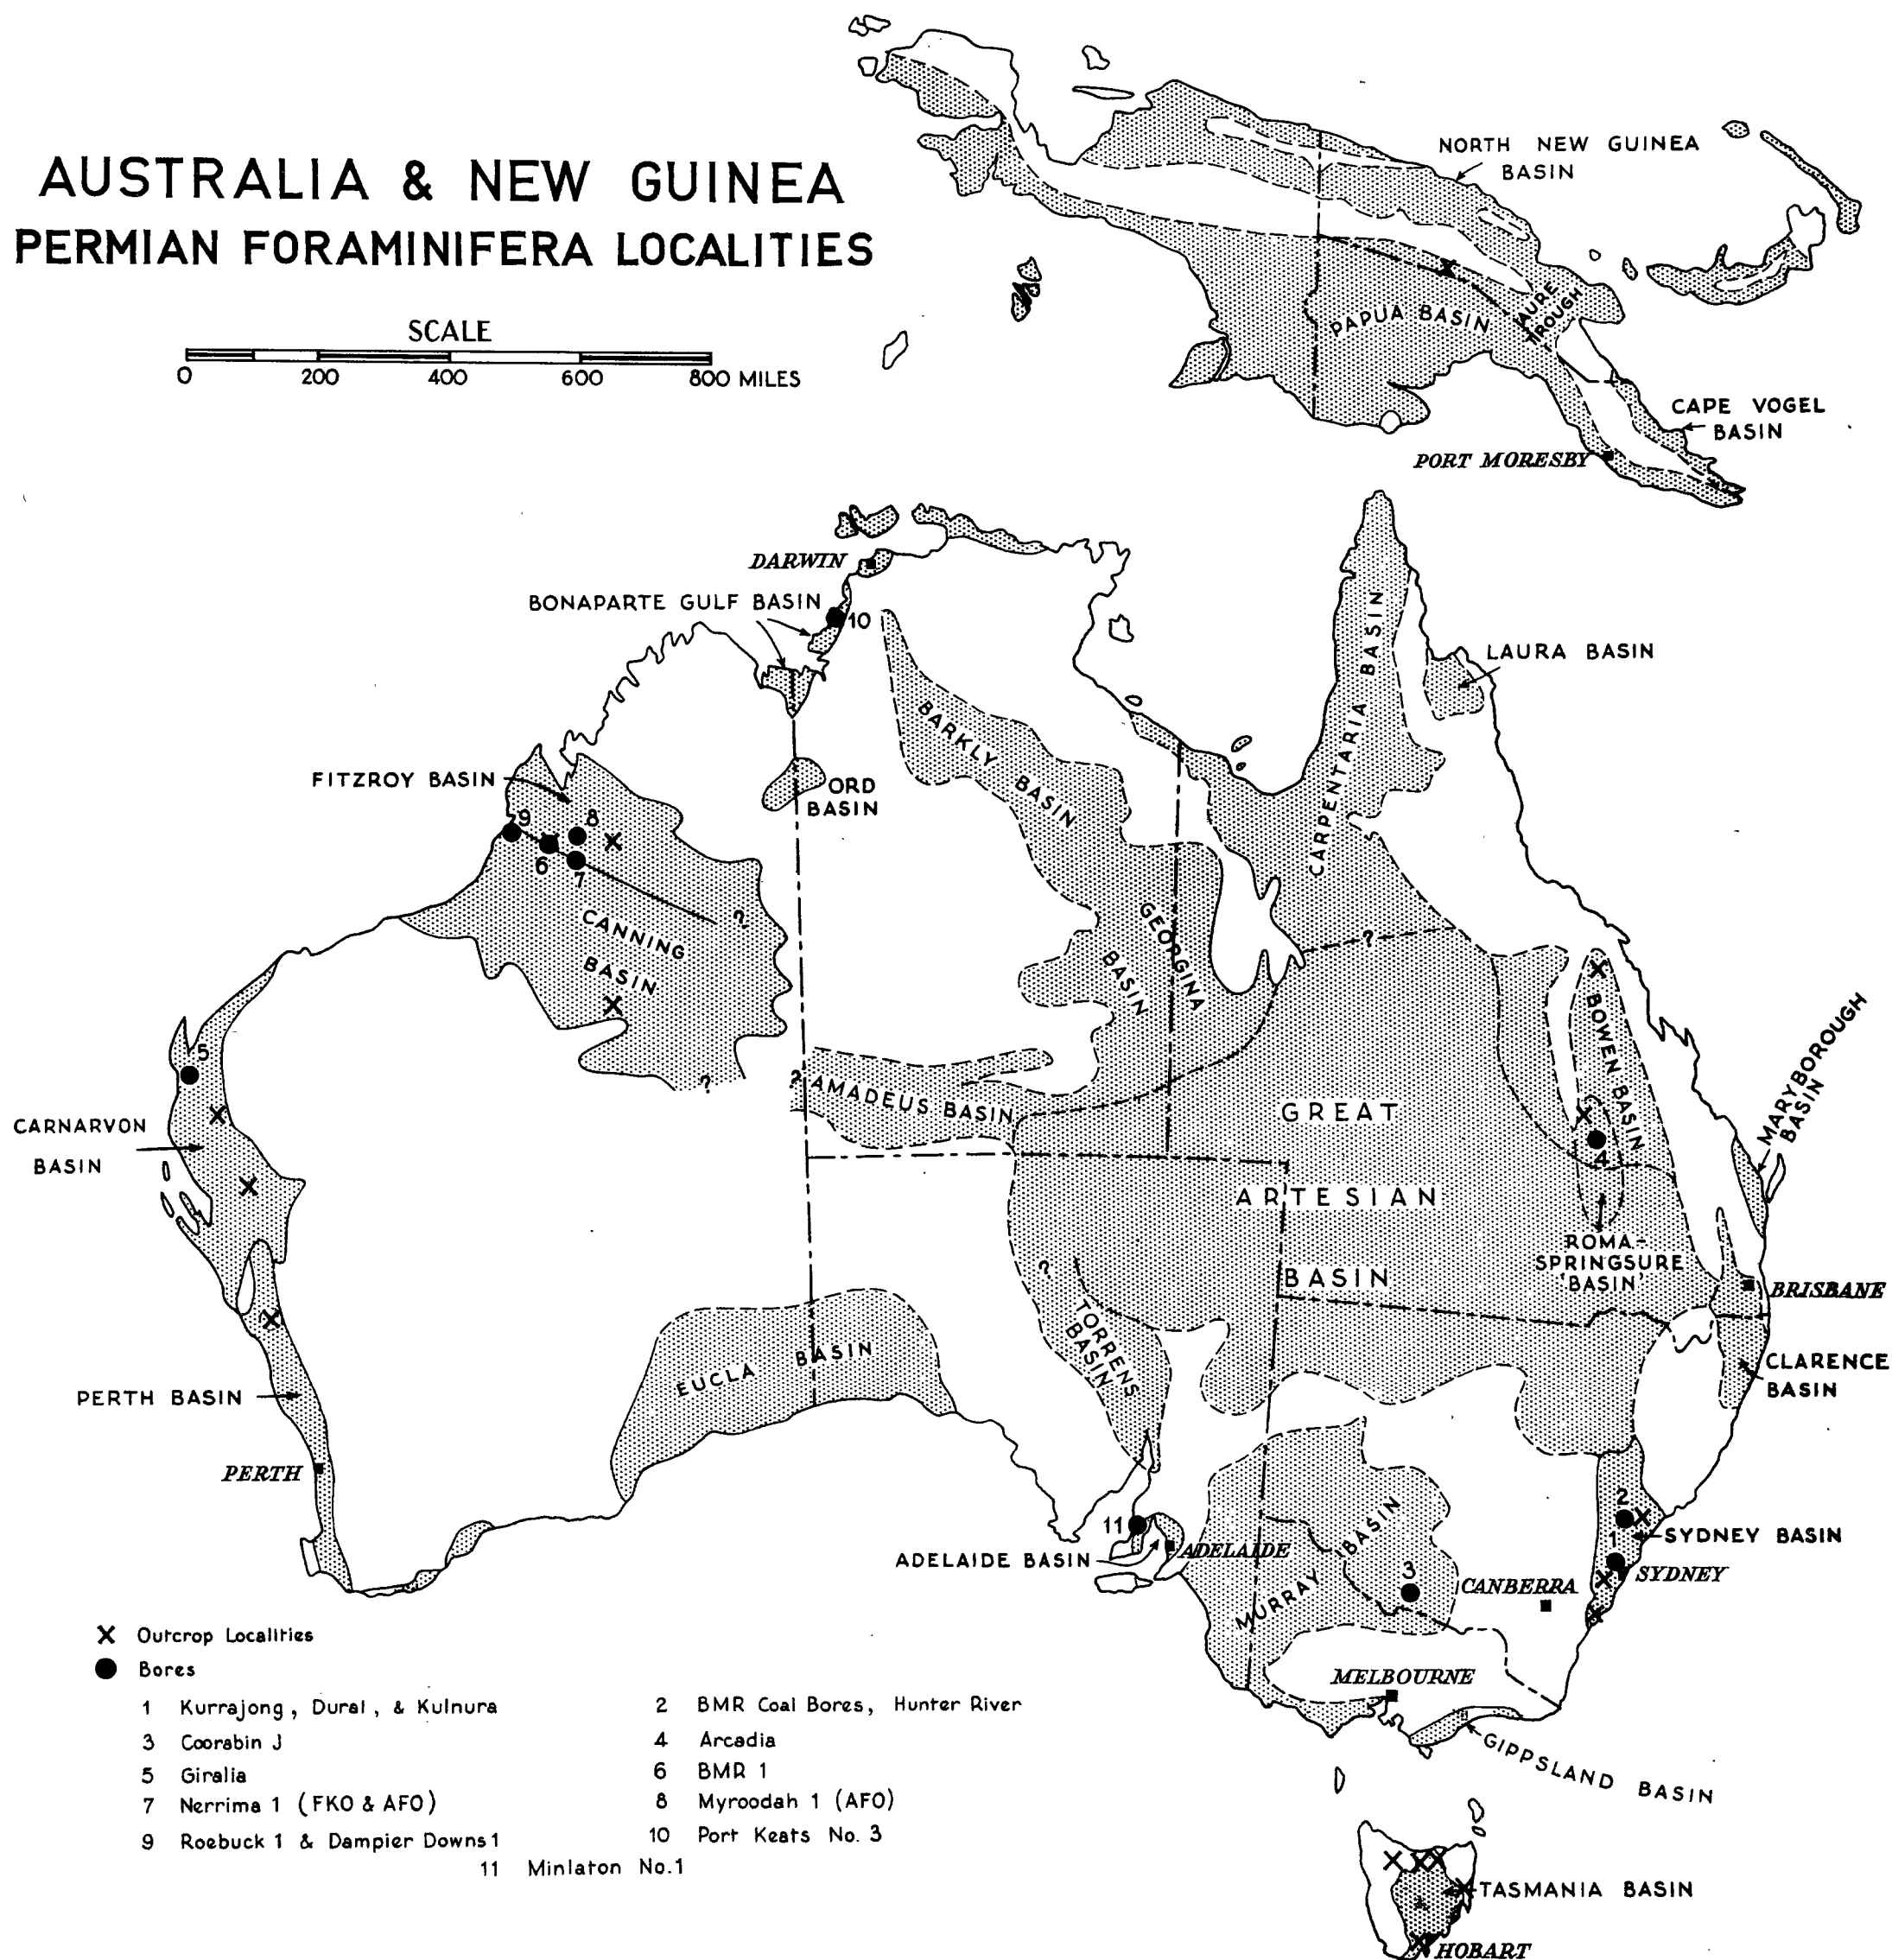 AUSTRALIA & NEW GUINEA
PERMIAN FORAMINIFERA LOCALITIES
SCALE
0 200 400 600 800 MILES
NORTH NEW GUINEA
BASIN
PAPUA BASIN
AURE
TROUGH
CAPE VOGEL
BASIN
PORT MORESBY
DARWIN
BONAPARTE GULF BASIN
10
LAURA BASIN
CARPENTARIA BASIN
BARKLY BASIN
FITZROY BASIN
ORD
BASIN
9
8
6
7
?
CANNING
BASIN
?
GEORGINA
BASIN
?
BOWEN BASIN
MARYBOROUGH
BASIN
5
CARNARVON
BASIN
?
AMADEUS BASIN
GREAT
ARTESIAN
BASIN
4
ROMA-
SPRINGSURE
'BASIN'
BRISBANE
?
TORRENS
BASIN
EUCLA BASIN
CLARENCE
BASIN
PERTH BASIN
PERTH
11
ADELAIDE BASIN
ADELAIDE
MURRAY BASIN
3
CANBERRA
2
SYDNEY BASIN
1
SYDNEY
MELBOURNE
GIPPSLAND BASIN
TASMANIA BASIN
HOBART
X Outcrop Localities
● Bores
1 Kurrajong, Dural, & Kulnura
2 BMR Coal Bores, Hunter River
3 Coorabin J
4 Arcadia
5 Giralia
6 BMR 1
7 Nerrima 1 (FKO & AFO)
8 Myroodah 1 (AFO)
9 Roebuck 1 & Dampier Downs 1
10 Port Keats No. 3
11 Minlaton No. 1